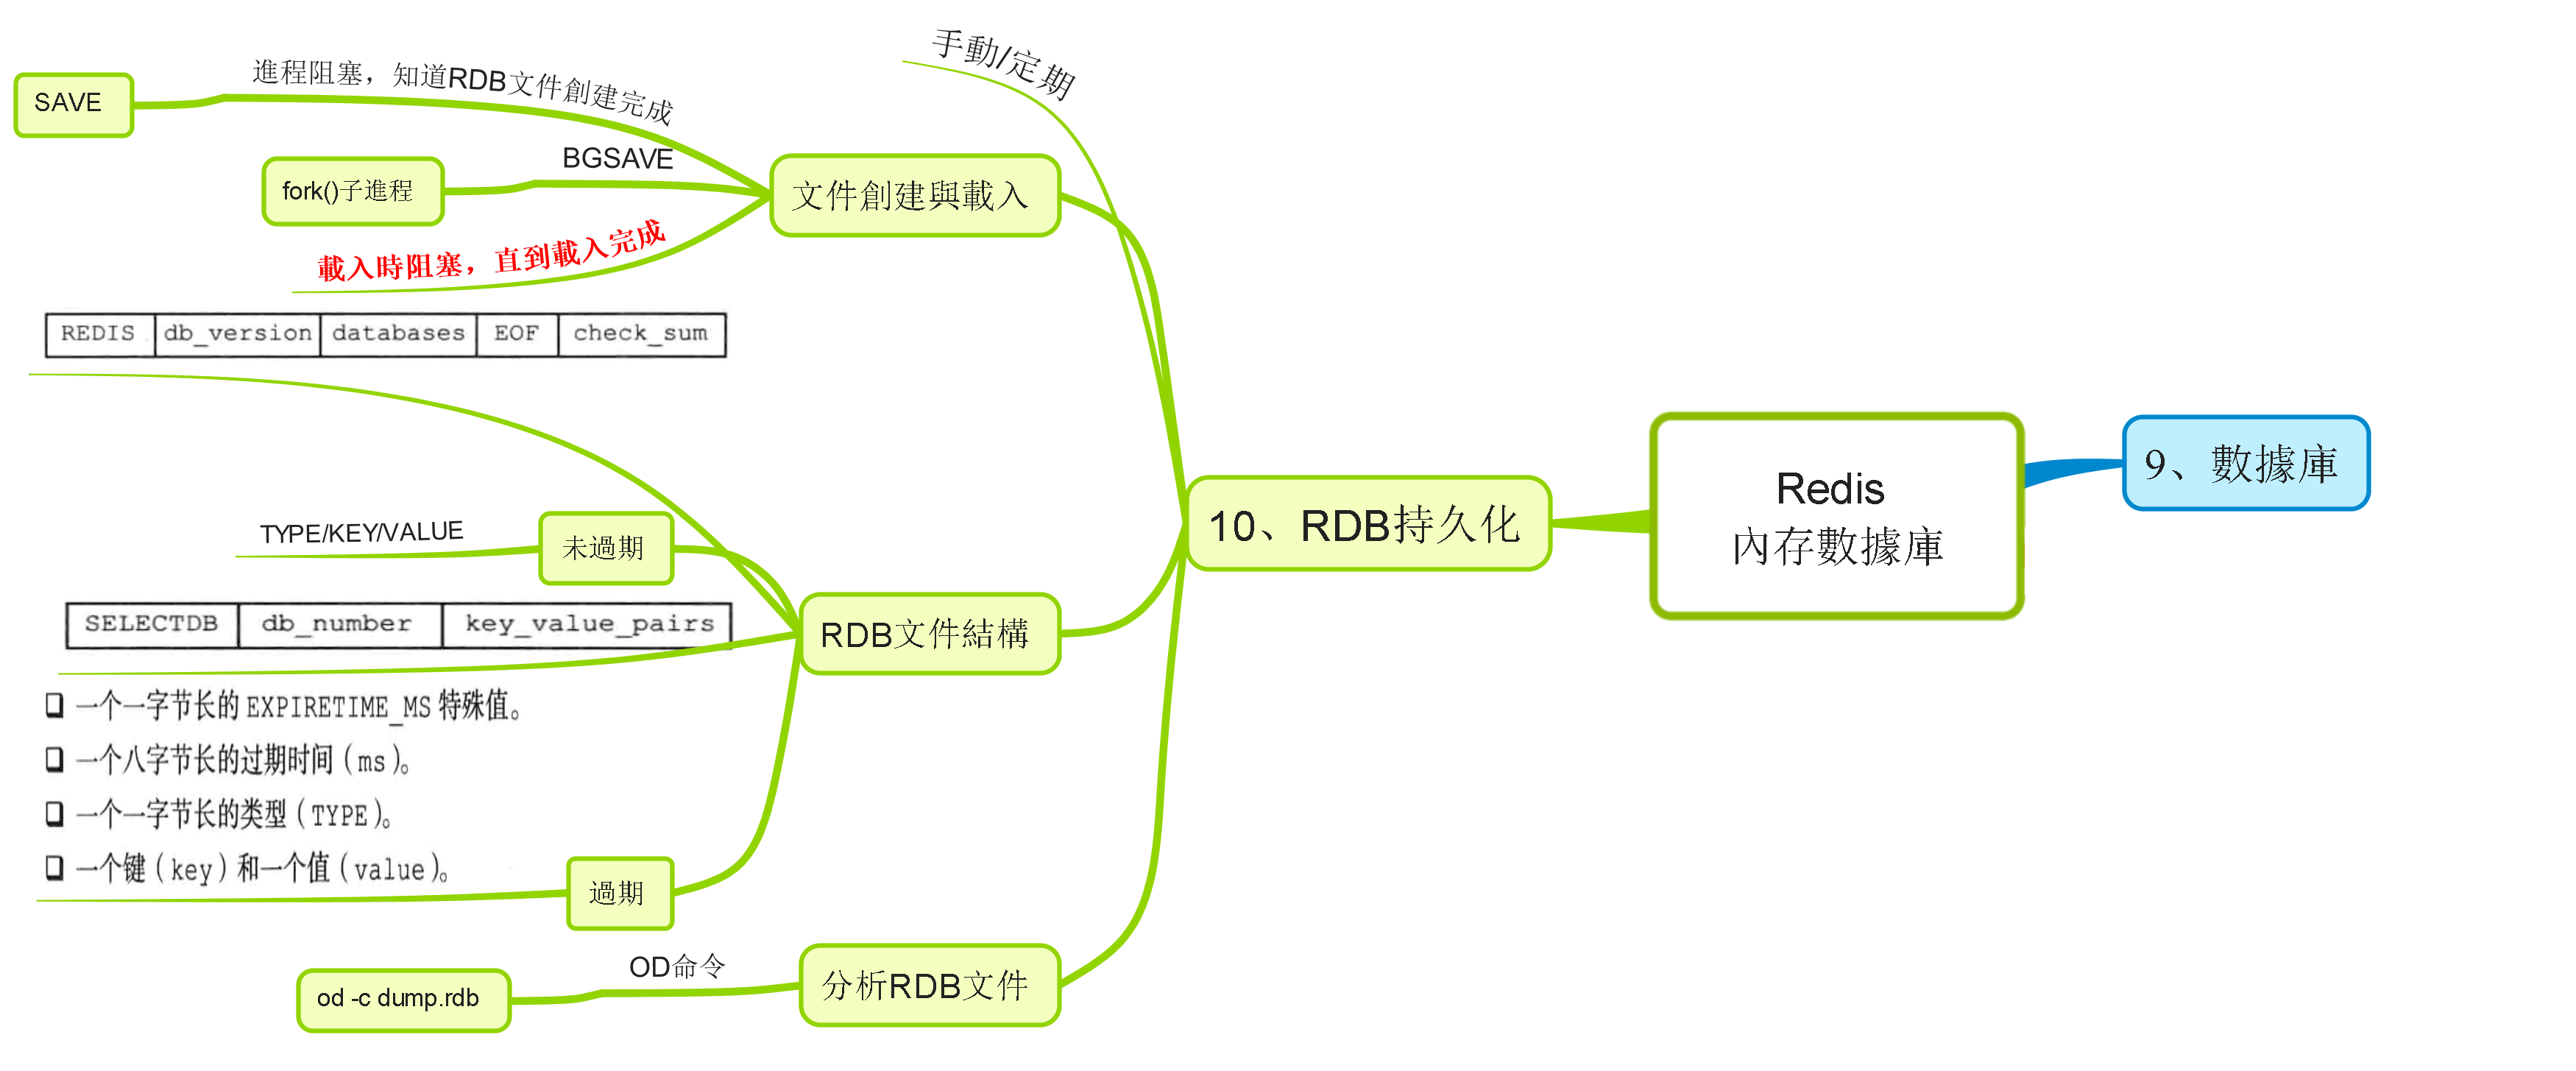 手動/定期
進程阻塞，知道RDB文件創建完成
SAVE
BGSAVE
fork()子進程
文件創建與載入
載入時阻塞，直到載入完成
REDIS db_version databases EOF check_sum
TYPE/KEY/VALUE
未過期
SELECTDB db_number key_value_pairs
RDB文件結構
❏ 一个一字节长的 EXPIRETIME_MS 特殊值。
❏ 一个八字节长的过期时间（ms）。
❏ 一个一字节长的类型（TYPE）。
❏ 一个键（key）和一个值（value）。
過期
OD命令
od -c dump.rdb
分析RDB文件
10、RDB持久化
Redis
內存數據庫
9、數據庫